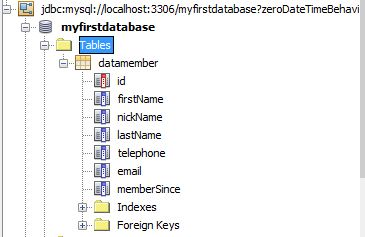 jdbc:mysql://localhost:3306/myfirstdatabase?zeroDateTimeBehavi
myfirstdatabase
Tables
datamember
id
firstName
nickName
lastName
telephone
email
memberSince
Indexes
Foreign Keys